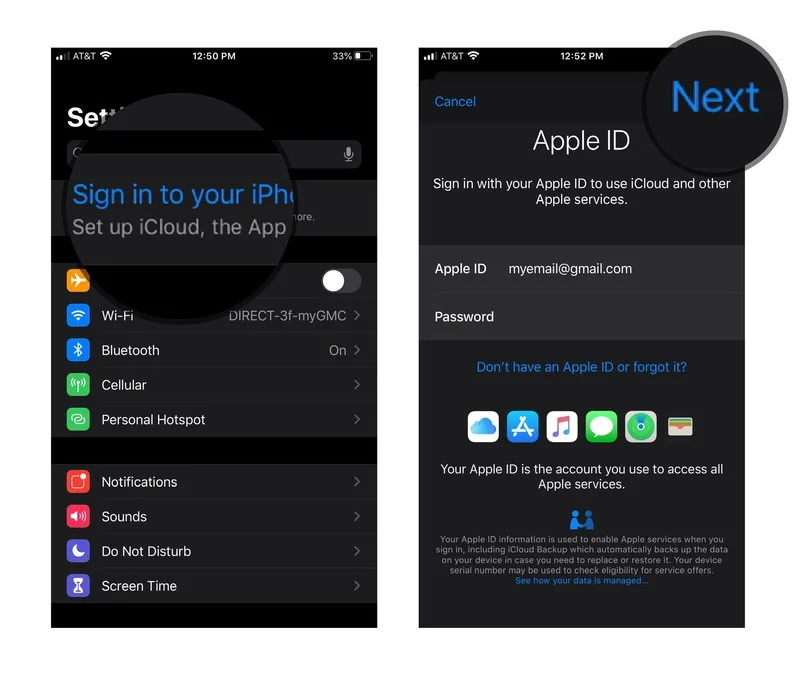 AT&T 12:50 PM 33%
Sign in to your
Set up iCloud, the App
more.
Wi-Fi DIRECT-3f-myGMC
Bluetooth On
Cellular
Personal Hotspot
Notifications
Sounds
Do Not Disturb
Screen Time
AT&T 12:52 PM
Cancel Next
Apple ID
Sign in with your Apple ID to use iCloud and other
Apple services.
Apple ID myemail@gmail.com
Password
Don't have an Apple ID or forgot it?
Your Apple ID is the account you use to access all
Apple services.
Your Apple ID information is used to enable Apple services when you
sign in, including iCloud Backup which automatically backs up the data
on your device in case you need to replace or restore it. Your device
serial number may be used to check eligibility for service offers.
See how your data is managed...